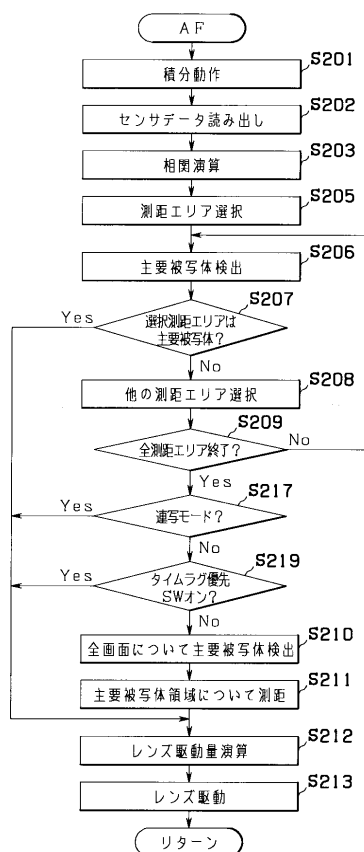 AF
S201
積分動作
S202
センサデータ読み出し
S203
相関演算
S205
測距エリア選択
S206
主要被写体検出
S207
Yes
選択測距エリアは
主要被写体?
No
S208
他の測距エリア選択
S209
全測距エリア終了?
No
Yes
S217
Yes
連写モード?
No
S219
Yes
タイムラグ優先
SWオン?
No
S210
全画面について主要被写体検出
S211
主要被写体領域について測距
S212
レンズ駆動量演算
S213
レンズ駆動
リターン